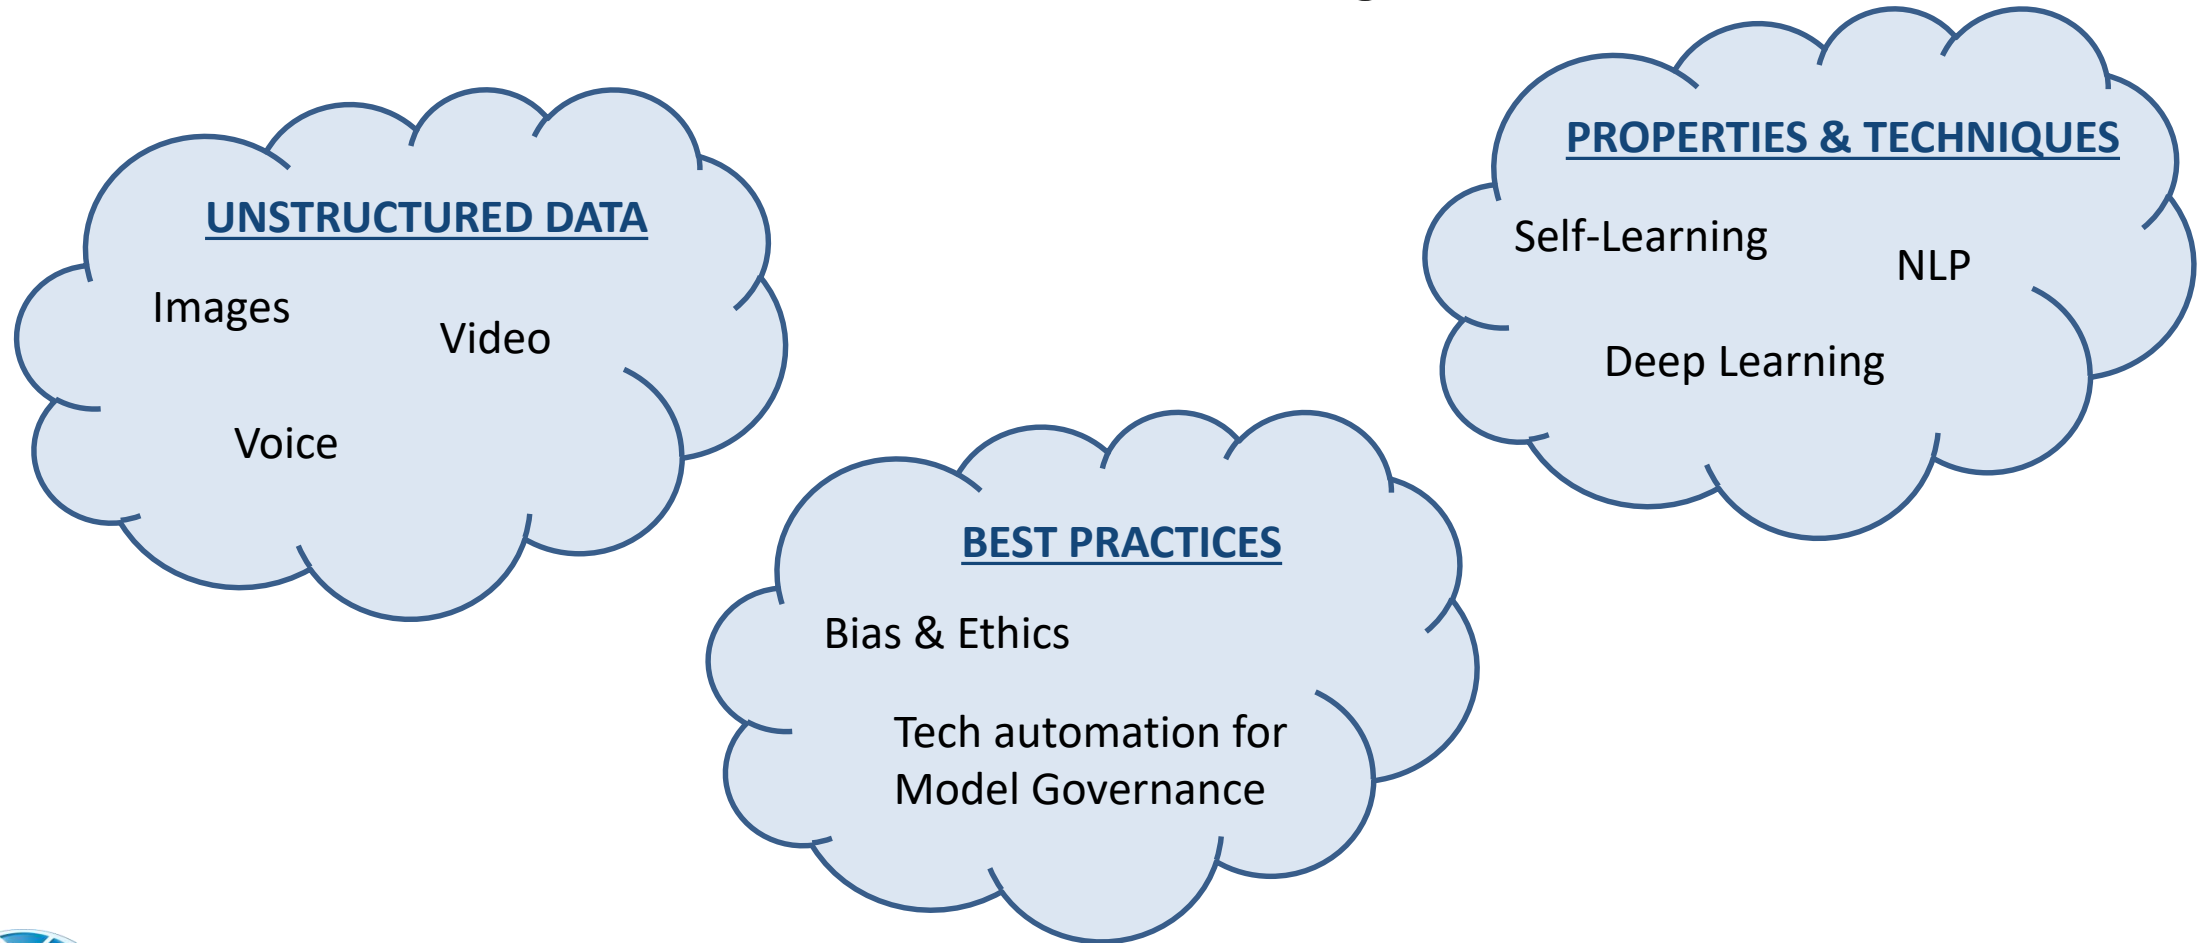 UNSTRUCTURED DATA
Images
Video
Voice
PROPERTIES & TECHNIQUES
Self-Learning
NLP
Deep Learning
BEST PRACTICES
Bias & Ethics
Tech automation for
Model Governance